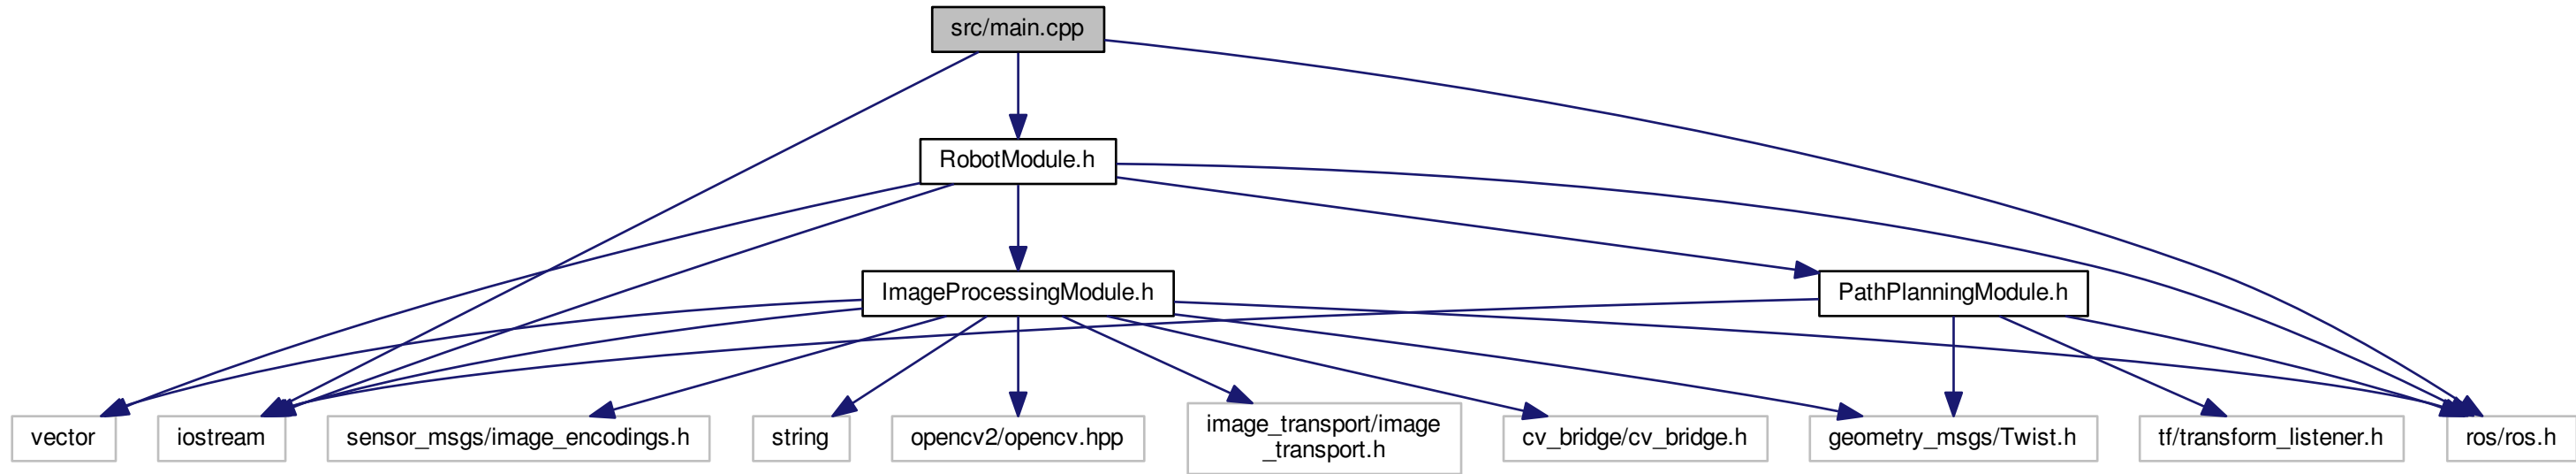 src/main.cpp
RobotModule.h
ImageProcessingModule.h
PathPlanningModule.h
vector
iostream
sensor_msgs/image_encodings.h
string
opencv2/opencv.hpp
image_transport/image
_transport.h
cv_bridge/cv_bridge.h
geometry_msgs/Twist.h
tf/transform_listener.h
ros/ros.h